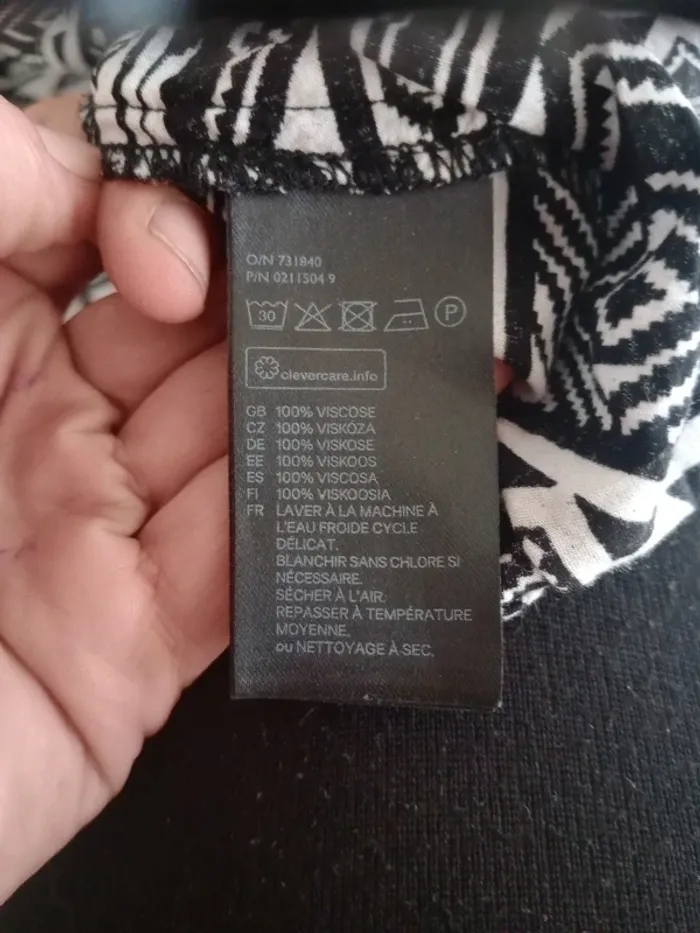 O/N 731840
P/N 0211504 9
30 P
clevercare.info
GB 100% VISCOSE
CZ 100% VISKÓZA
DE 100% VISKOSE
EE 100% VISKOOS
ES 100% VISCOSA
FI 100% VISKOOSIA
FR LAVER À LA MACHINE À
L'EAU FROIDE CYCLE
DÉLICAT.
BLANCHIR SANS CHLORE SI
NÉCESSAIRE.
SÉCHER À L'AIR.
REPASSER À TEMPÉRATURE
MOYENNE.
ou NETTOYAGE À SEC.